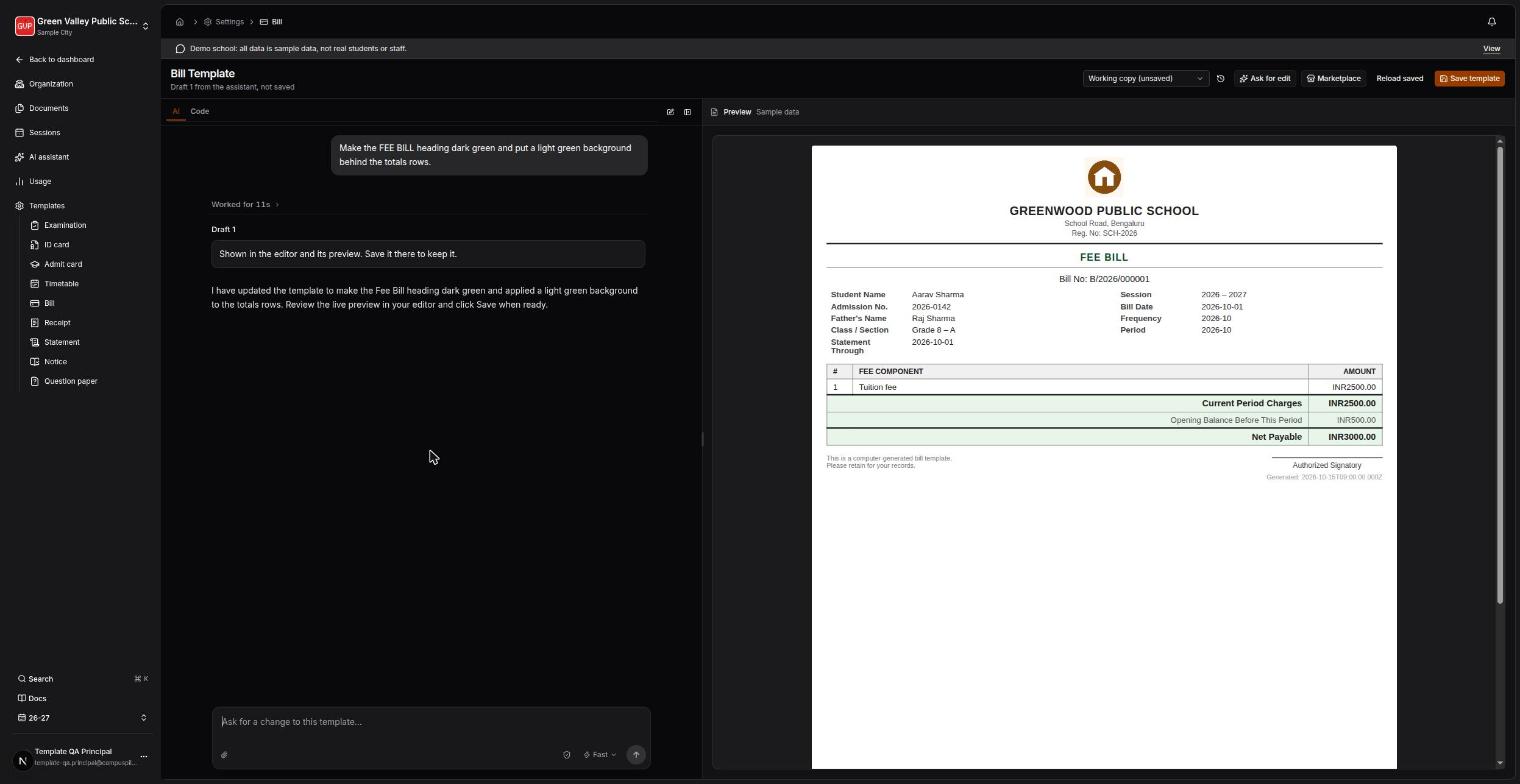 GUP
Green Valley Public Sc...
Sample City
Back to dashboard
Organization
Documents
Sessions
AI assistant
Usage
Templates
Examination
ID card
Admit card
Timetable
Bill
Receipt
Statement
Notice
Question paper
Search
⌘ K
Docs
26-27
N
Template QA Principal
template-qa.principal@campuspil...
Settings
Bill
Demo school: all data is sample data, not real students or staff.
View
Bill Template
Draft 1 from the assistant, not saved
Working copy (unsaved)
Ask for edit
Marketplace
Reload saved
Save template
AI
Code
Make the FEE BILL heading dark green and put a light green background
behind the totals rows.
Worked for 11s
Draft 1
Shown in the editor and its preview. Save it there to keep it.
I have updated the template to make the Fee Bill heading dark green and applied a light green background
to the totals rows. Review the live preview in your editor and click Save when ready.
Ask for a change to this template...
Fast
Preview Sample data
GREENWOOD PUBLIC SCHOOL
School Road, Bengaluru
Reg. No: SCH-2026
FEE BILL
Bill No: B/2026/000001
Student Name Aarav Sharma Session 2026 – 2027
Admission No. 2026-0142 Bill Date 2026-10-01
Father's Name Raj Sharma Frequency 2026-10
Class / Section Grade 8 – A Period 2026-10
Statement 2026-10-01
Through
# FEE COMPONENT AMOUNT
1 Tuition fee INR2500.00
Current Period Charges INR2500.00
Opening Balance Before This Period INR500.00
Net Payable INR3000.00
This is a computer generated bill template.
Please retain for your records.
Authorized Signatory
Generated: 2026-10-15T09:00:00.000Z